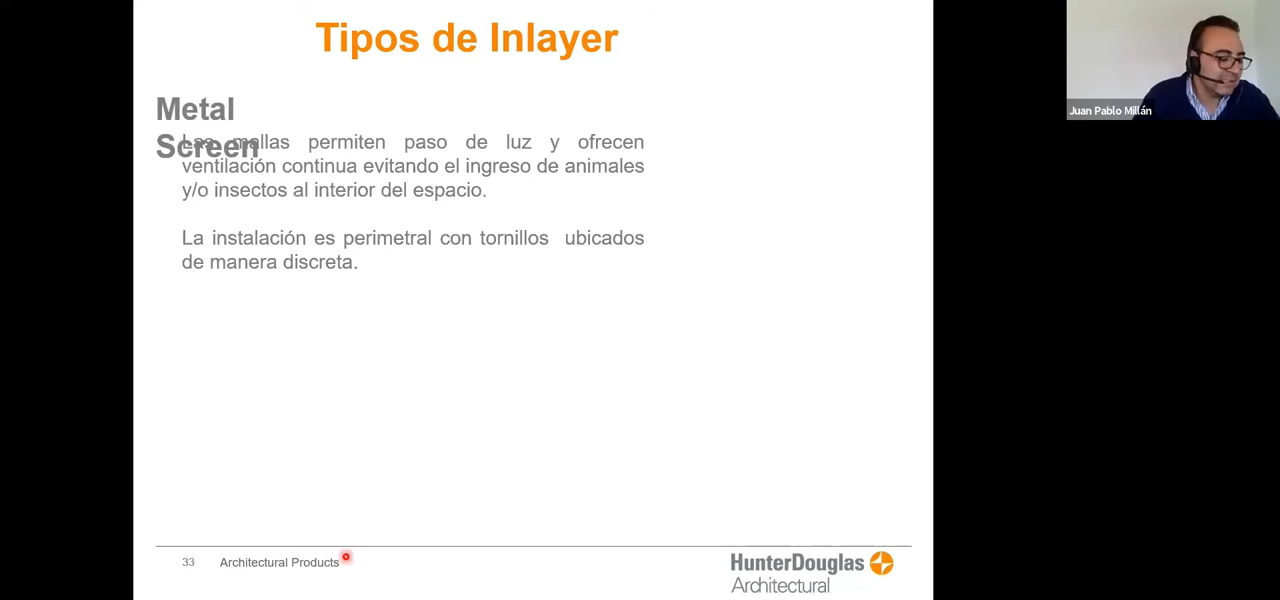 Tipos de Inlayer
Juan Pablo Millán
Metal
Screen
Las mallas permiten paso de luz y ofrecen
ventilación continua evitando el ingreso de animales
y/o insectos al interior del espacio.
La instalación es perimetral con tornillos ubicados
de manera discreta.
33 Architectural Products
HunterDouglas
Architectural